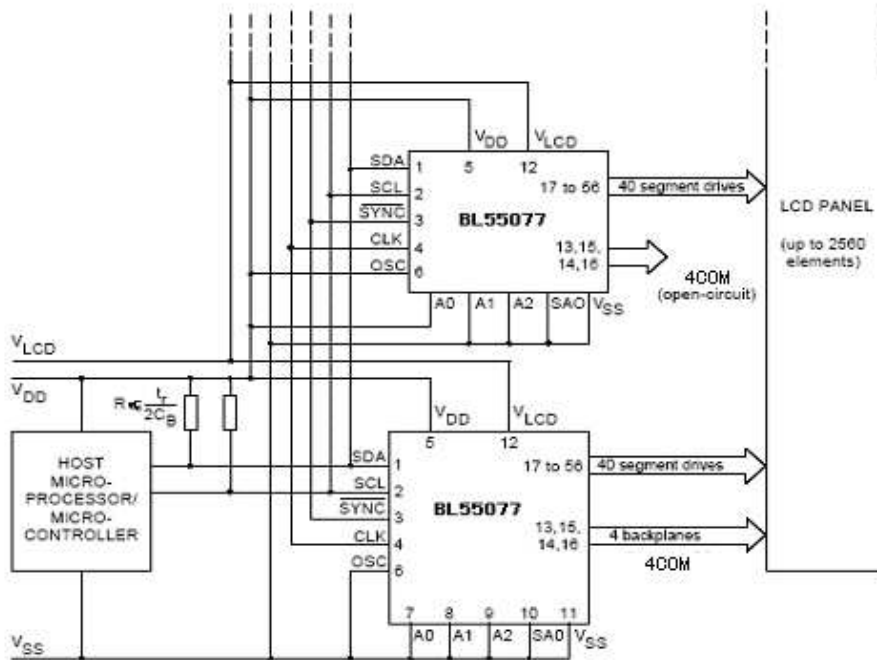 VDD
VLCD
SDA
1
5
12
SCL
2
17 to 56
40 segment drives
SYNC
3
BL55077
LCD PANEL
CLK
4
13,15,
14,16
(up to 2560
elements)
OSC
6
4COM
(open-circuit)
A0
A1
A2
SAO
VSS
VLCD
VDD
R ≤ tr
2CB
VDD
VLCD
5
12
HOST
MICRO-
PROCESSOR/
MICRO-
CONTROLLER
SDA
1
17 to 56
40 segment drives
SCL
2
SYNC
3
BL55077
CLK
4
13,15,
14,16
4 backplanes
OSC
6
4COM
7
8
9
10
11
A0
A1
A2
SA0
VSS
VSS